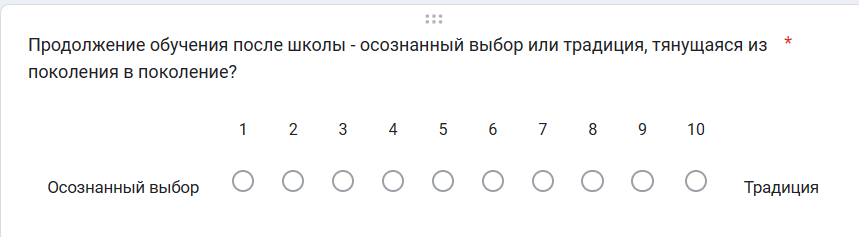 Продолжение обучения после школы - осознанный выбор или традиция, тянущаяся из *
поколения в поколение?
1 2 3 4 5 6 7 8 9 10
Осознанный выбор Традиция